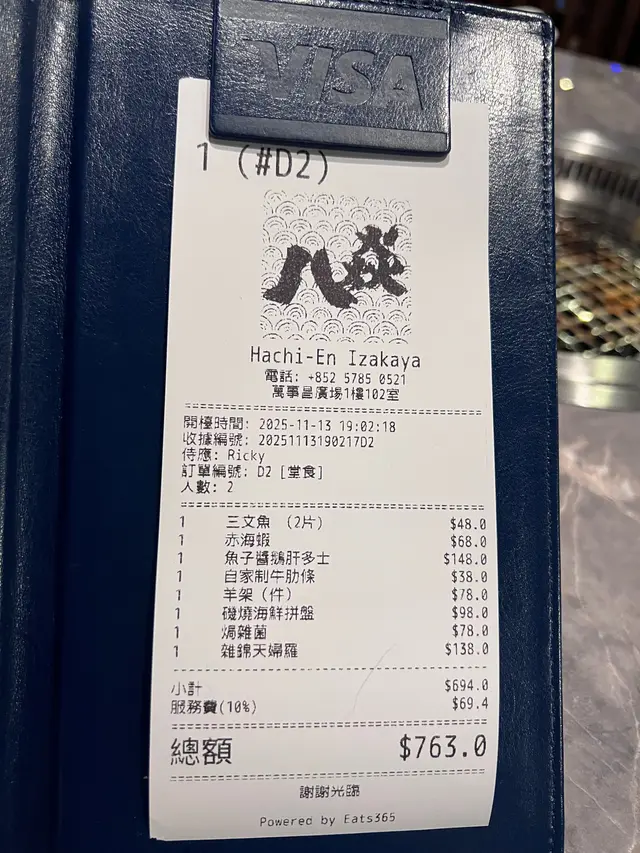 VISA
1 (#D2)
八炎
Hachi-En Izakaya
電話: +852 5785 0521
萬事昌廣場1樓102室
開檯時間: 2025-11-13 19:02:18
收據編號: 20251113190217D2
侍應: Ricky
訂單編號: D2 [堂食]
人數: 2
1 三文魚 (2片) $48.0
1 赤海蝦 $68.0
1 魚子醬鵝肝多士 $148.0
1 自家制牛肋條 $38.0
1 羊架 (件) $78.0
1 磯燒海鮮拼盤 $98.0
1 焗雜菌 $78.0
1 雜錦天婦羅 $138.0
小計 $694.0
服務費(10%) $69.4
總額 $763.0
謝謝光臨
Powered by Eats365